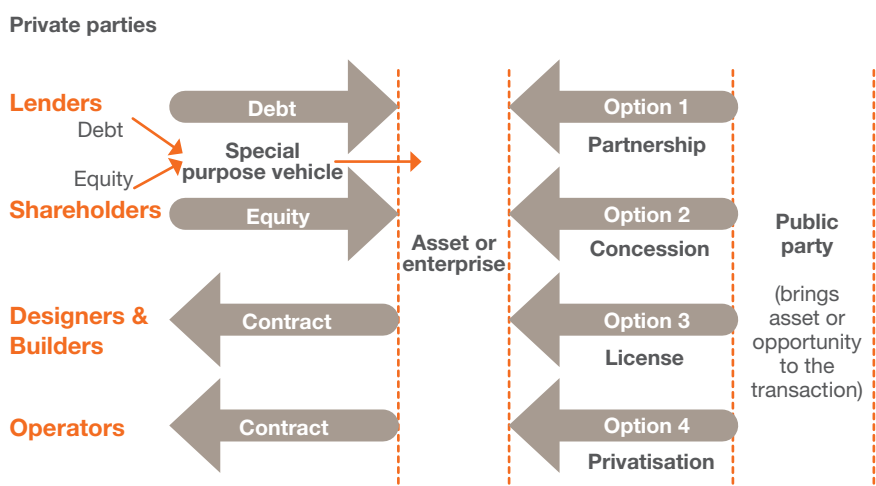 Private parties
Lenders
Debt
Debt
Option 1
Partnership
Special
purpose vehicle
Equity
Shareholders
Equity
Option 2
Concession
Asset or
enterprise
Public
party
(brings
asset or
opportunity
to the
transaction)
Designers &
Builders
Contract
Option 3
License
Operators
Contract
Option 4
Privatisation